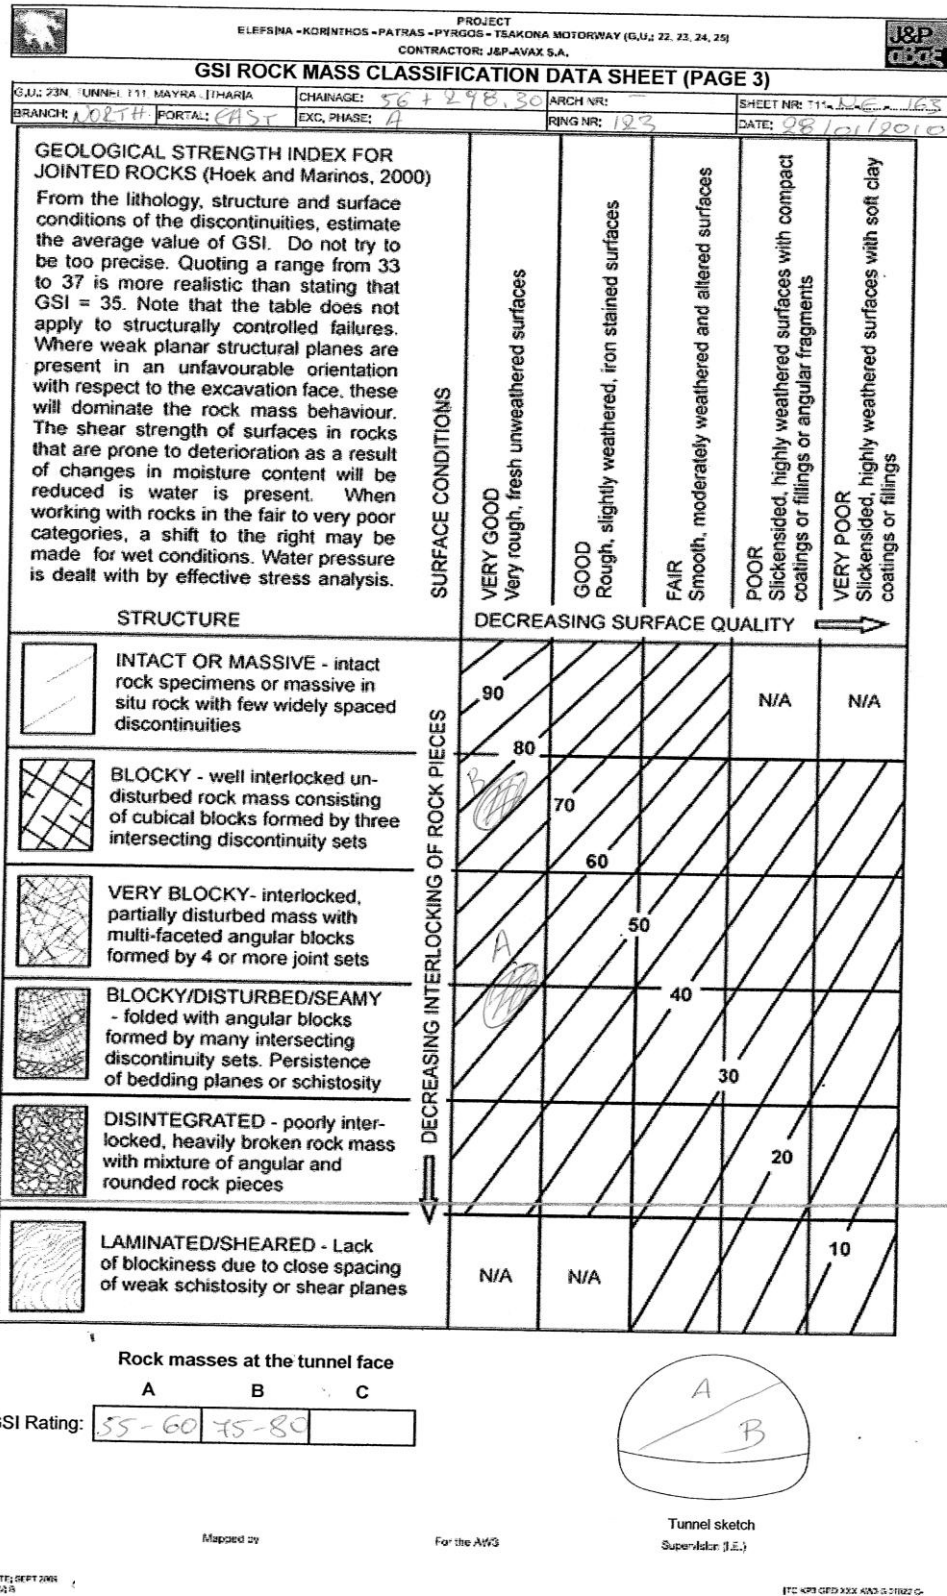 PROJECT
ELEFSINA -KORINTHOS -PATRAS -PYRGOS - TSAKONA MOTORWAY (G.U.: 22, 23, 24, 25)
CONTRACTOR: J&P-AVAX S.A.
J&P
abaξ
GSI ROCK MASS CLASSIFICATION DATA SHEET (PAGE 3)
G.U.: 23N, TUNNEL T11, MAYRA LITHARIA
CHAINAGE: 56 + 298.30
ARCH NR: -
SHEET NR: T11- N.E - 163
BRANCH: NORTH
PORTAL: EAST
EXC. PHASE: A
RING NR: 123
DATE: 28/01/2010
GEOLOGICAL STRENGTH INDEX FOR
JOINTED ROCKS (Hoek and Marinos, 2000)
From the lithology, structure and surface
conditions of the discontinuities, estimate
the average value of GSI. Do not try to
be too precise. Quoting a range from 33
to 37 is more realistic than stating that
GSI = 35. Note that the table does not
apply to structurally controlled failures.
Where weak planar structural planes are
present in an unfavourable orientation
with respect to the excavation face, these
will dominate the rock mass behaviour.
The shear strength of surfaces in rocks
that are prone to deterioration as a result
of changes in moisture content will be
reduced is water is present. When
working with rocks in the fair to very poor
categories, a shift to the right may be
made for wet conditions. Water pressure
is dealt with by effective stress analysis.
SURFACE CONDITIONS
VERY GOOD
Very rough, fresh unweathered surfaces
GOOD
Rough, slightly weathered, iron stained surfaces
FAIR
Smooth, moderately weathered and altered surfaces
POOR
Slickensided, highly weathered surfaces with compact
coatings or fillings or angular fragments
VERY POOR
Slickensided, highly weathered surfaces with soft clay
coatings or fillings
STRUCTURE
DECREASING SURFACE QUALITY
DECREASING INTERLOCKING OF ROCK PIECES
INTACT OR MASSIVE - intact
rock specimens or massive in
situ rock with few widely spaced
discontinuities
90
N/A
N/A
80
BLOCKY - well interlocked un-
disturbed rock mass consisting
of cubical blocks formed by three
intersecting discontinuity sets
B
70
60
VERY BLOCKY- interlocked,
partially disturbed mass with
multi-faceted angular blocks
formed by 4 or more joint sets
A
50
BLOCKY/DISTURBED/SEAMY
- folded with angular blocks
formed by many intersecting
discontinuity sets. Persistence
of bedding planes or schistosity
40
30
DISINTEGRATED - poorly inter-
locked, heavily broken rock mass
with mixture of angular and
rounded rock pieces
20
LAMINATED/SHEARED - Lack
of blockiness due to close spacing
of weak schistosity or shear planes
N/A
N/A
10
Rock masses at the tunnel face
A B C
GSI Rating: 55-60 75-80
A
B
Tunnel sketch
Mapped by
For the AW3
Supervision (I.E.)